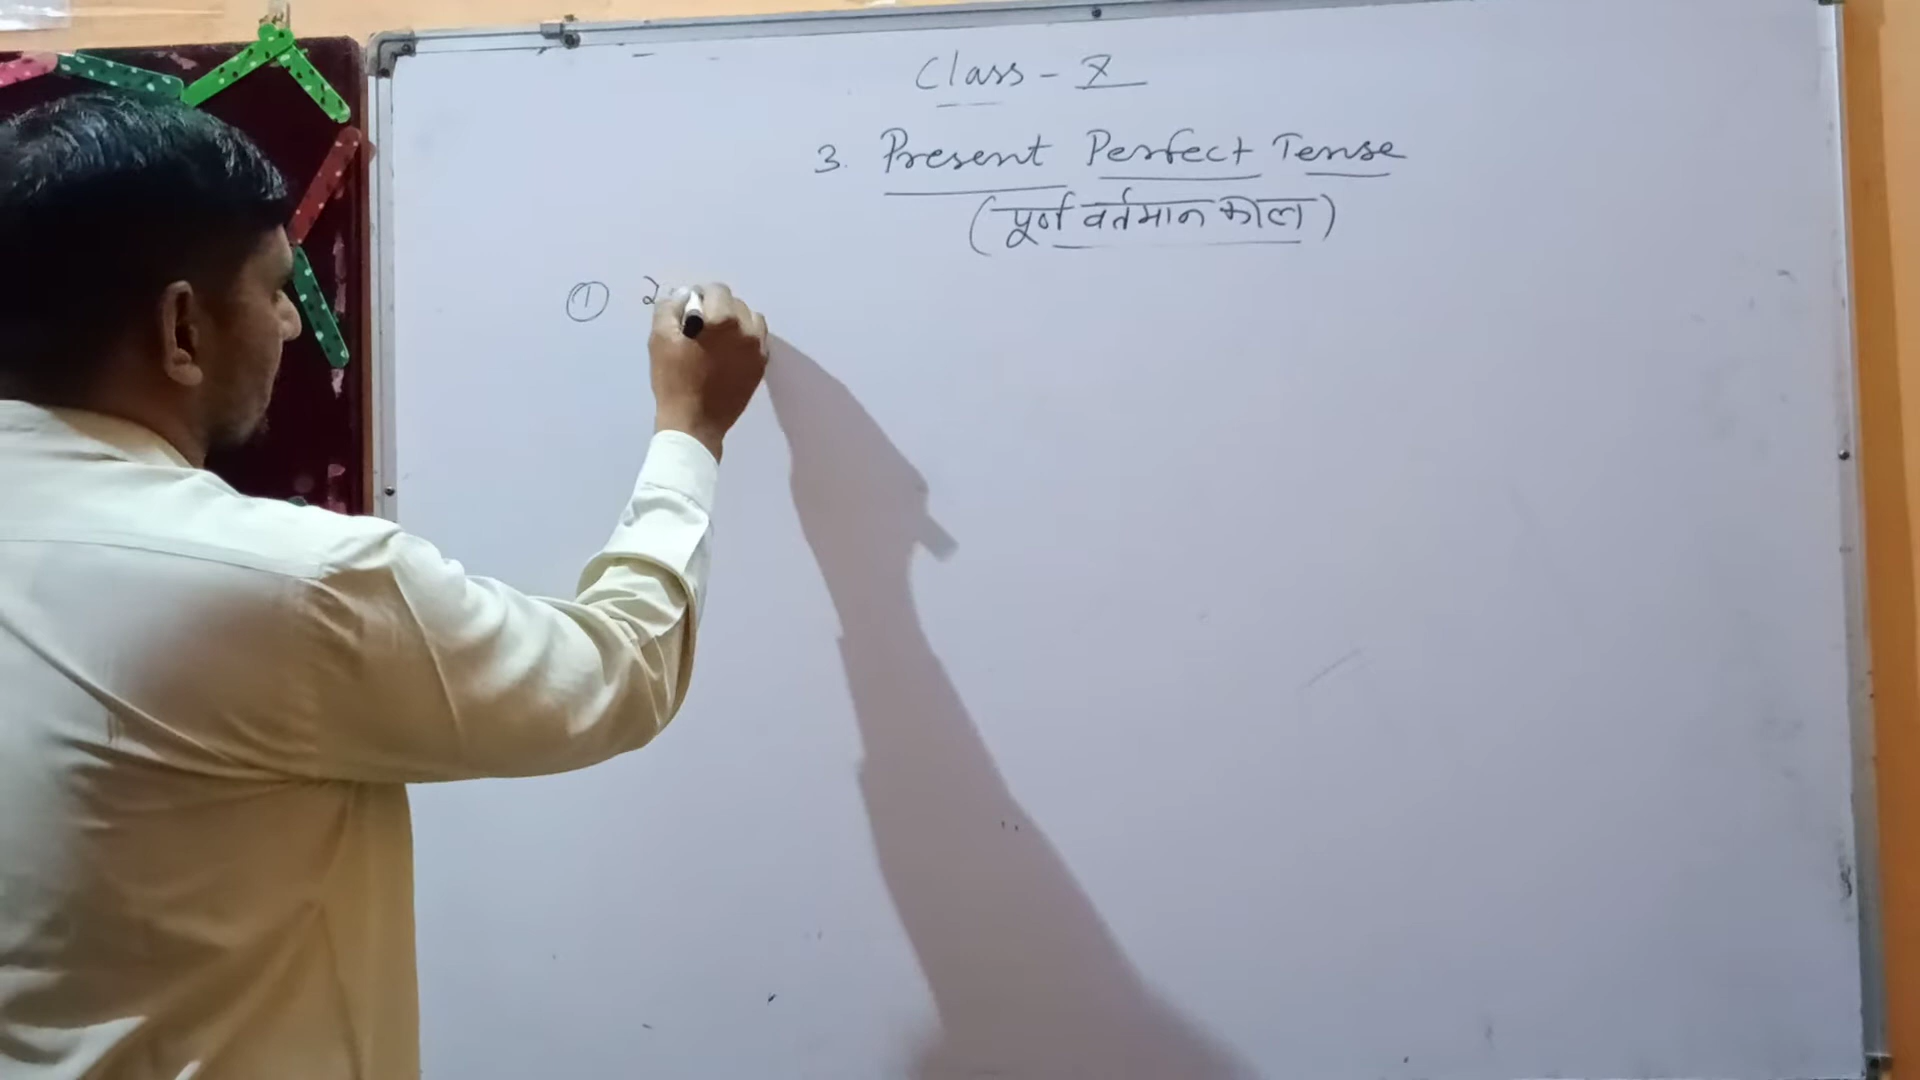 Class - X
3. Present Perfect Tense
(पूर्ण वर्तमान काल)
①